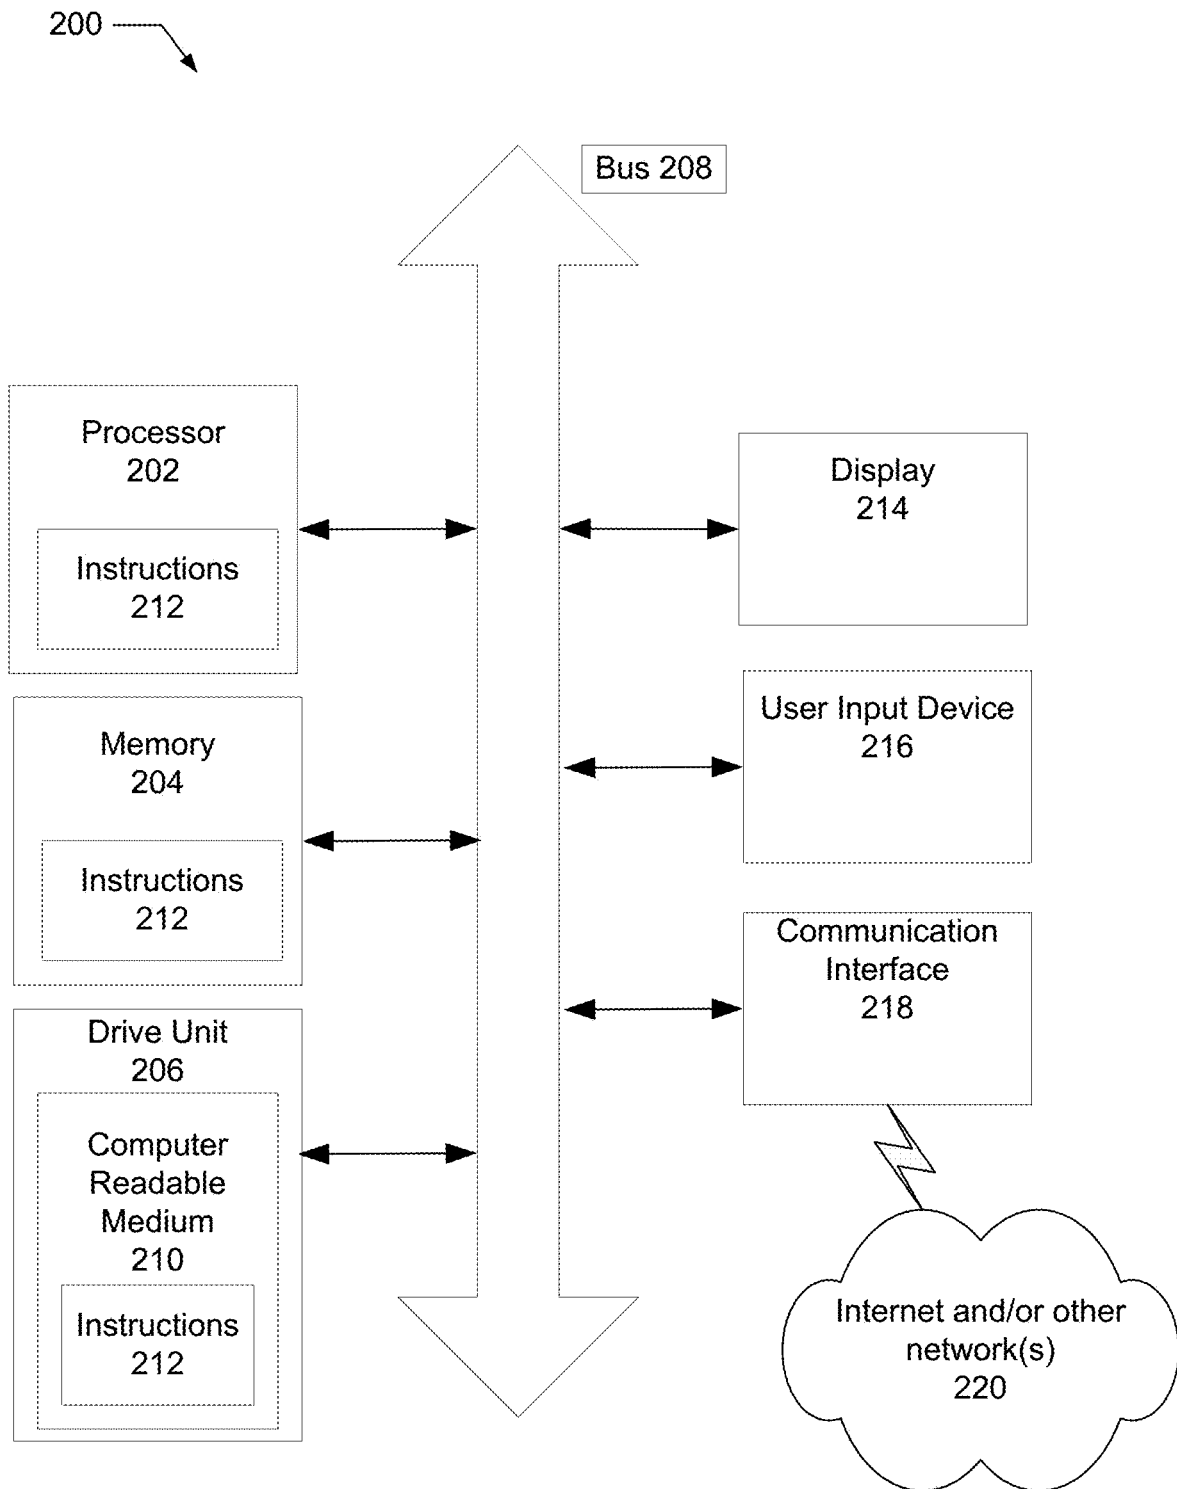 200
Bus 208
Processor
202
Instructions
212
Memory
204
Instructions
212
Drive Unit
206
Computer
Readable
Medium
210
Instructions
212
Display
214
User Input Device
216
Communication
Interface
218
Internet and/or other
network(s)
220